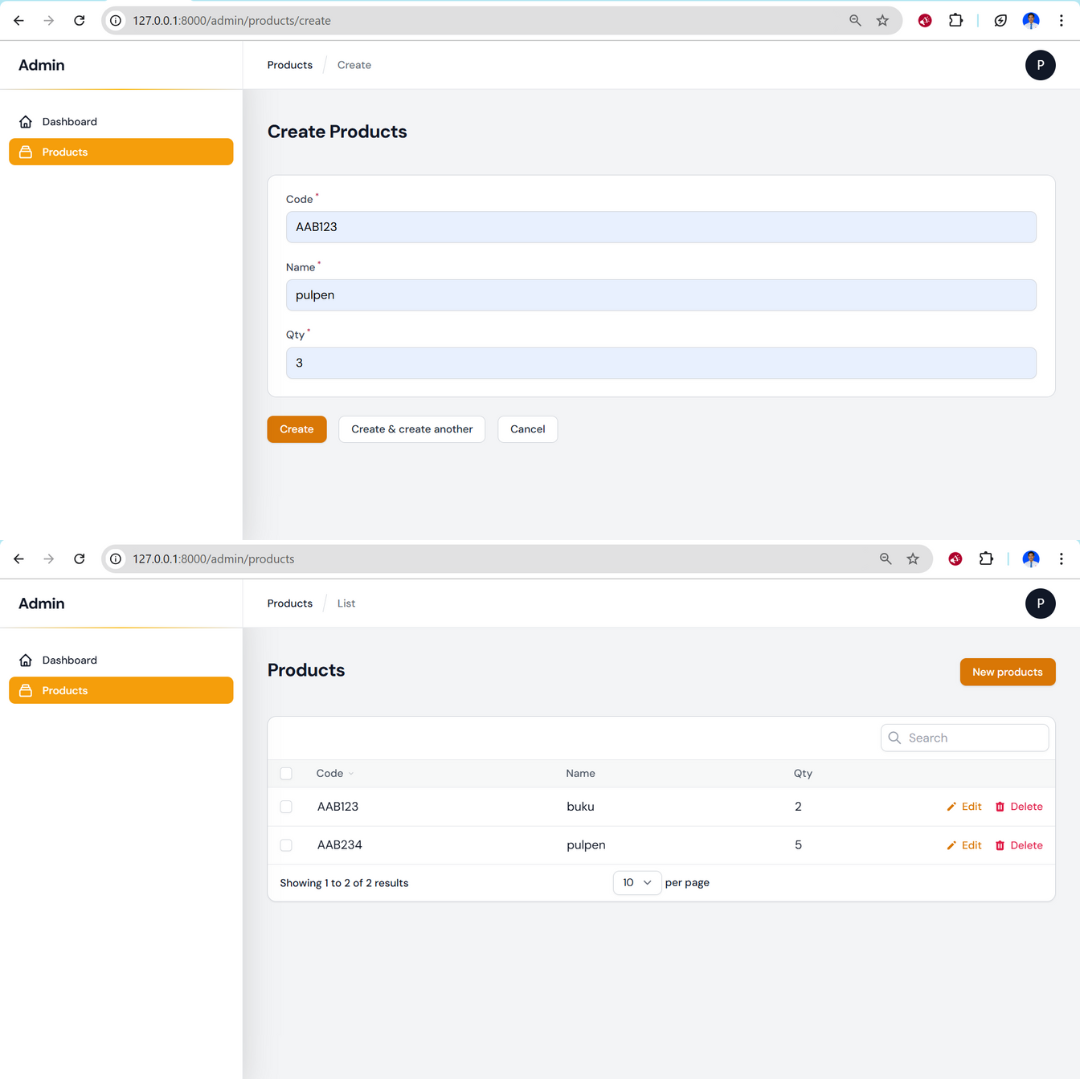 127.0.0.1:8000/admin/products/create
Admin
Products / Create
P
Dashboard
Products
Create Products
Code*
AAB123
Name*
pulpen
Qty*
3
Create
Create & create another
Cancel
127.0.0.1:8000/admin/products
Admin
Products / List
P
Dashboard
Products
Products
New products
Search
Code Name Qty
AAB123 buku 2 Edit Delete
AAB234 pulpen 5 Edit Delete
Showing 1 to 2 of 2 results 10 per page